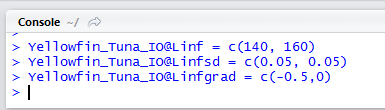 Console ~/
>
> Yellowfin_Tuna_IO@Linf = c(140, 160)
> Yellowfin_Tuna_IO@Linfsd = c(0.05, 0.05)
> Yellowfin_Tuna_IO@Linfgrad = c(-0.5,0)
>